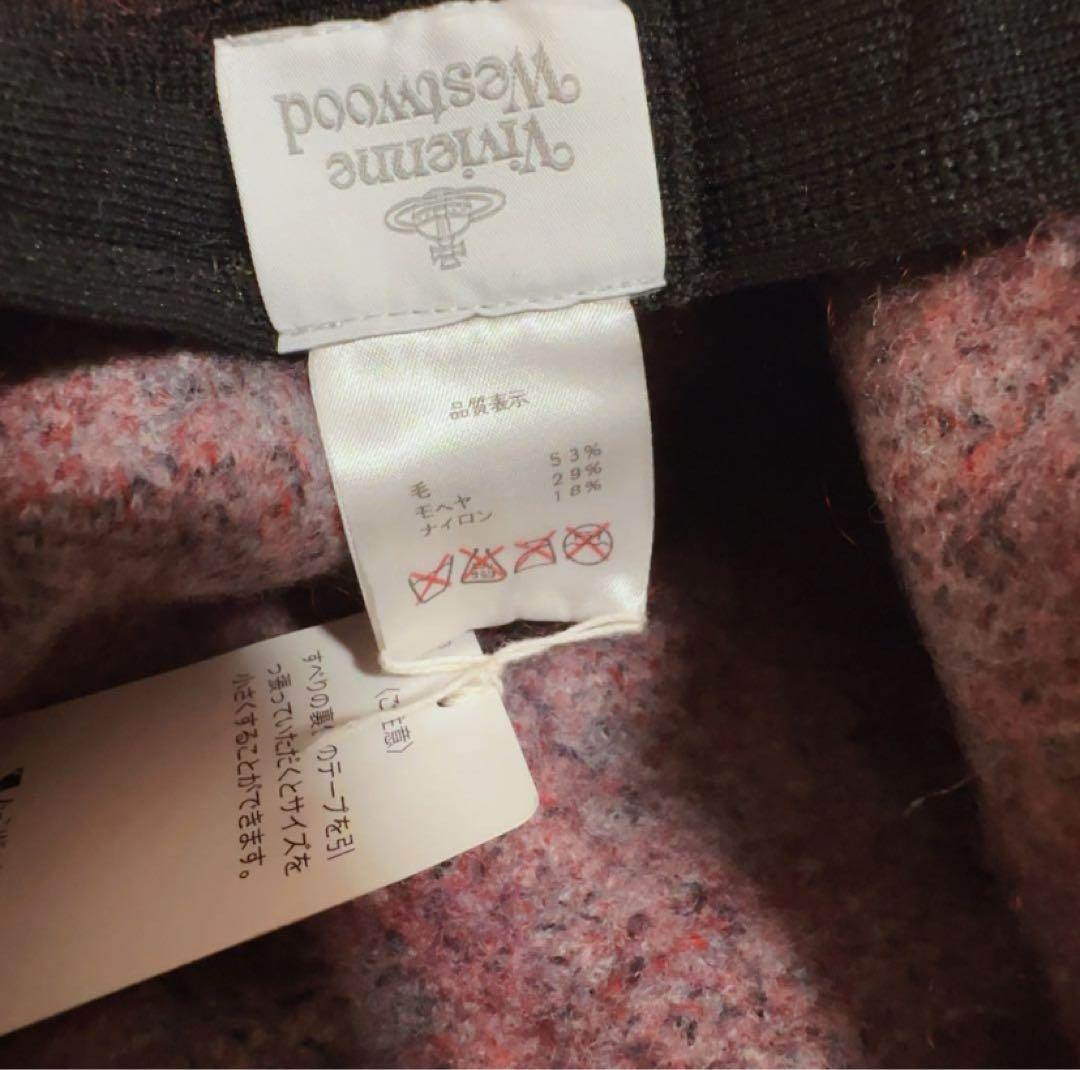 Vivienne
Westwood
品質表示
毛 53%
モヘヤ 29%
ナイロン 18%
〈ご注意〉
すべりの裏 のテープを引
っ張っていただくとサイズを
小さくすることができます。